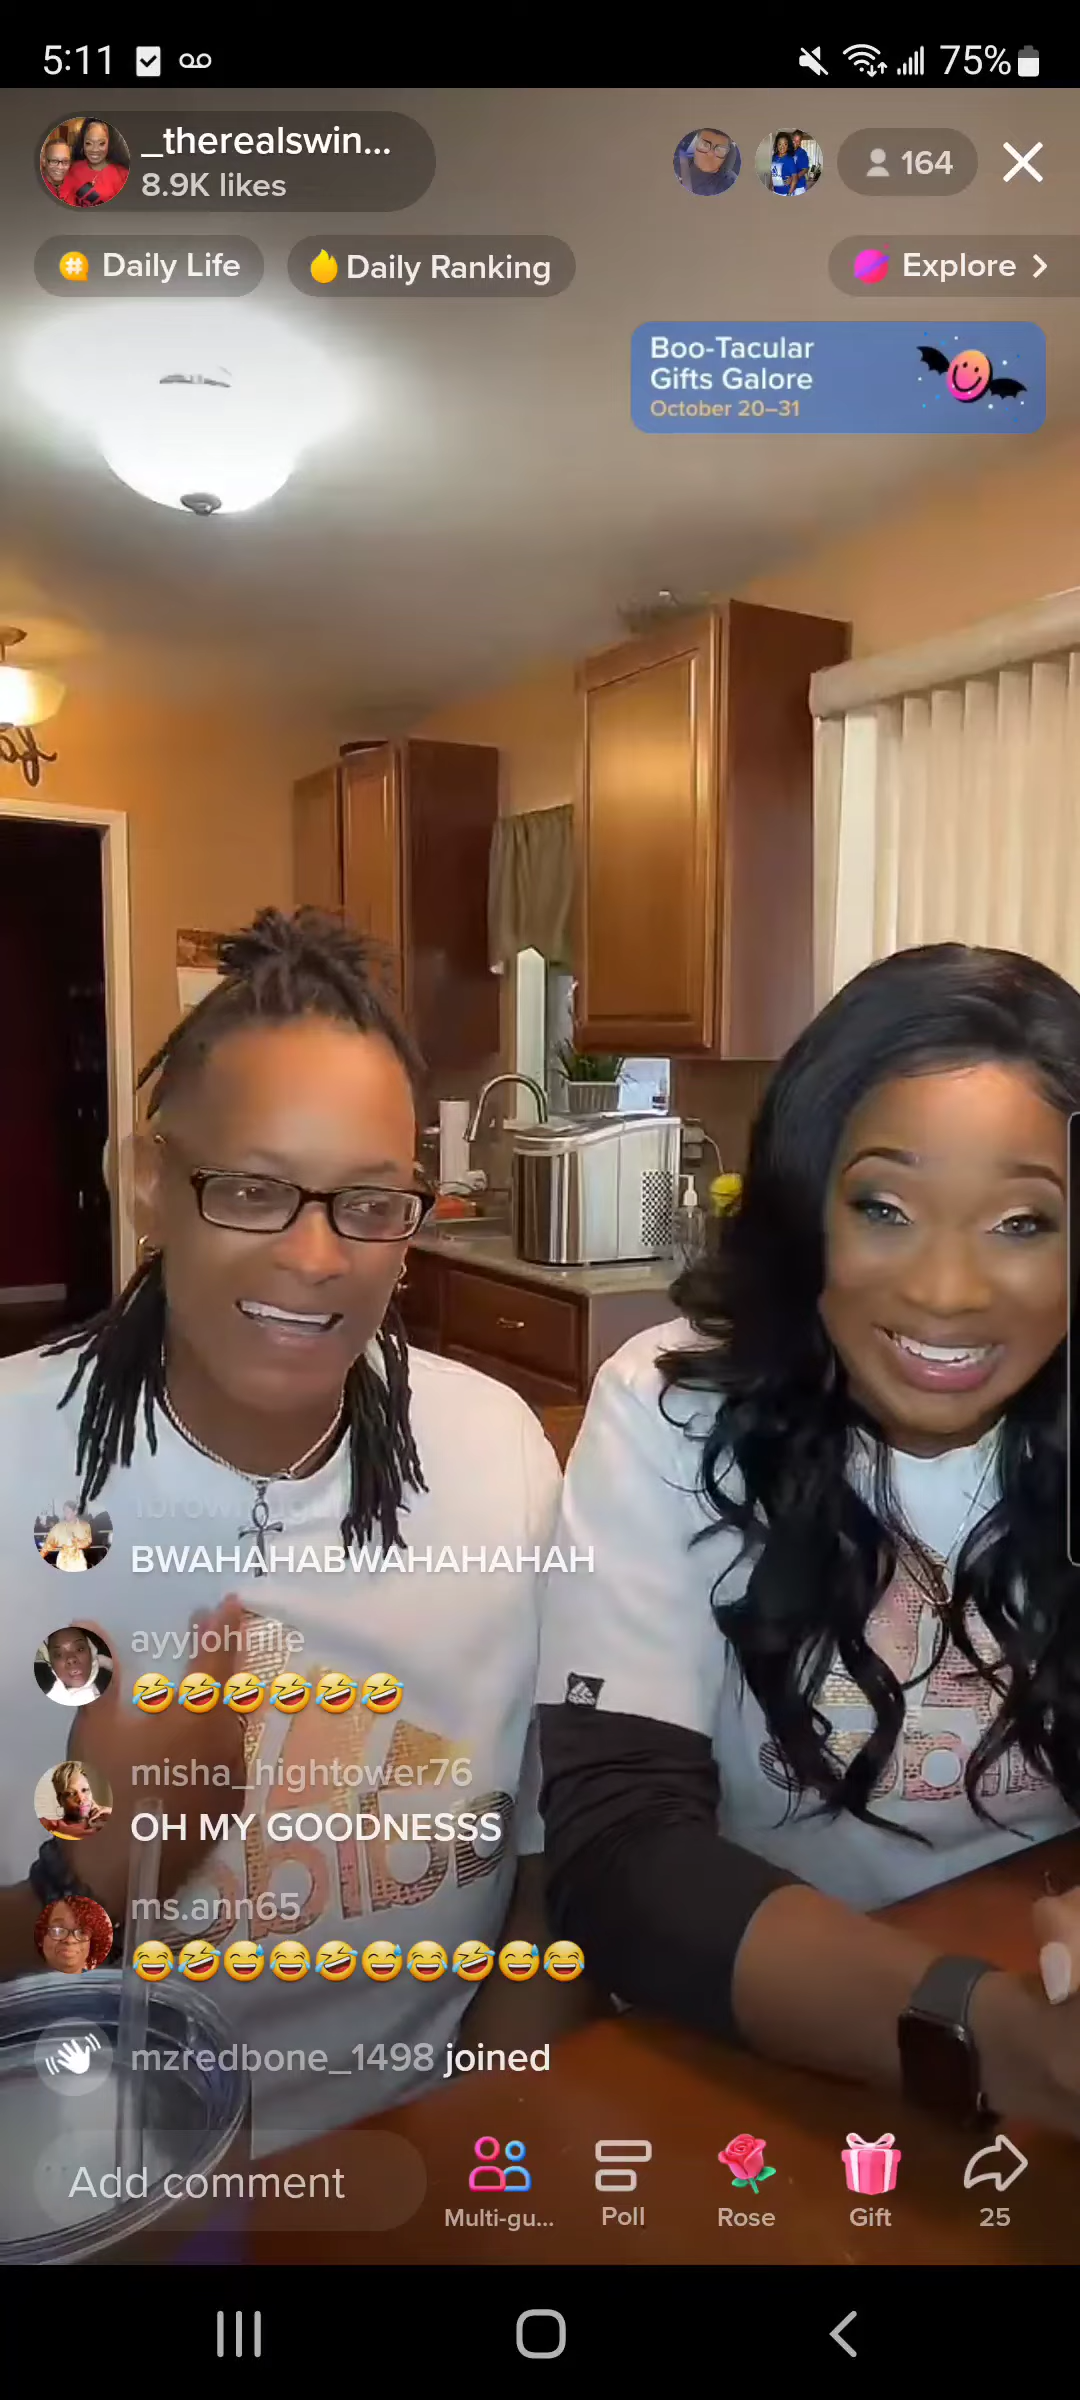 5:11
75%
_therealswin...
8.9K likes
164
Daily Life
Daily Ranking
Explore
Boo-Tacular
Gifts Galore
October 20–31
BWAHAHABWAHAHAHAH
ayyjohnile
🤣🤣🤣🤣🤣🤣
misha_hightower76
OH MY GOODNESSS
ms.ann65
😂🤣😅😂🤣😅😂🤣😅😂
mzredbone_1498 joined
Add comment
Multi-gu...
Poll
Rose
Gift
25